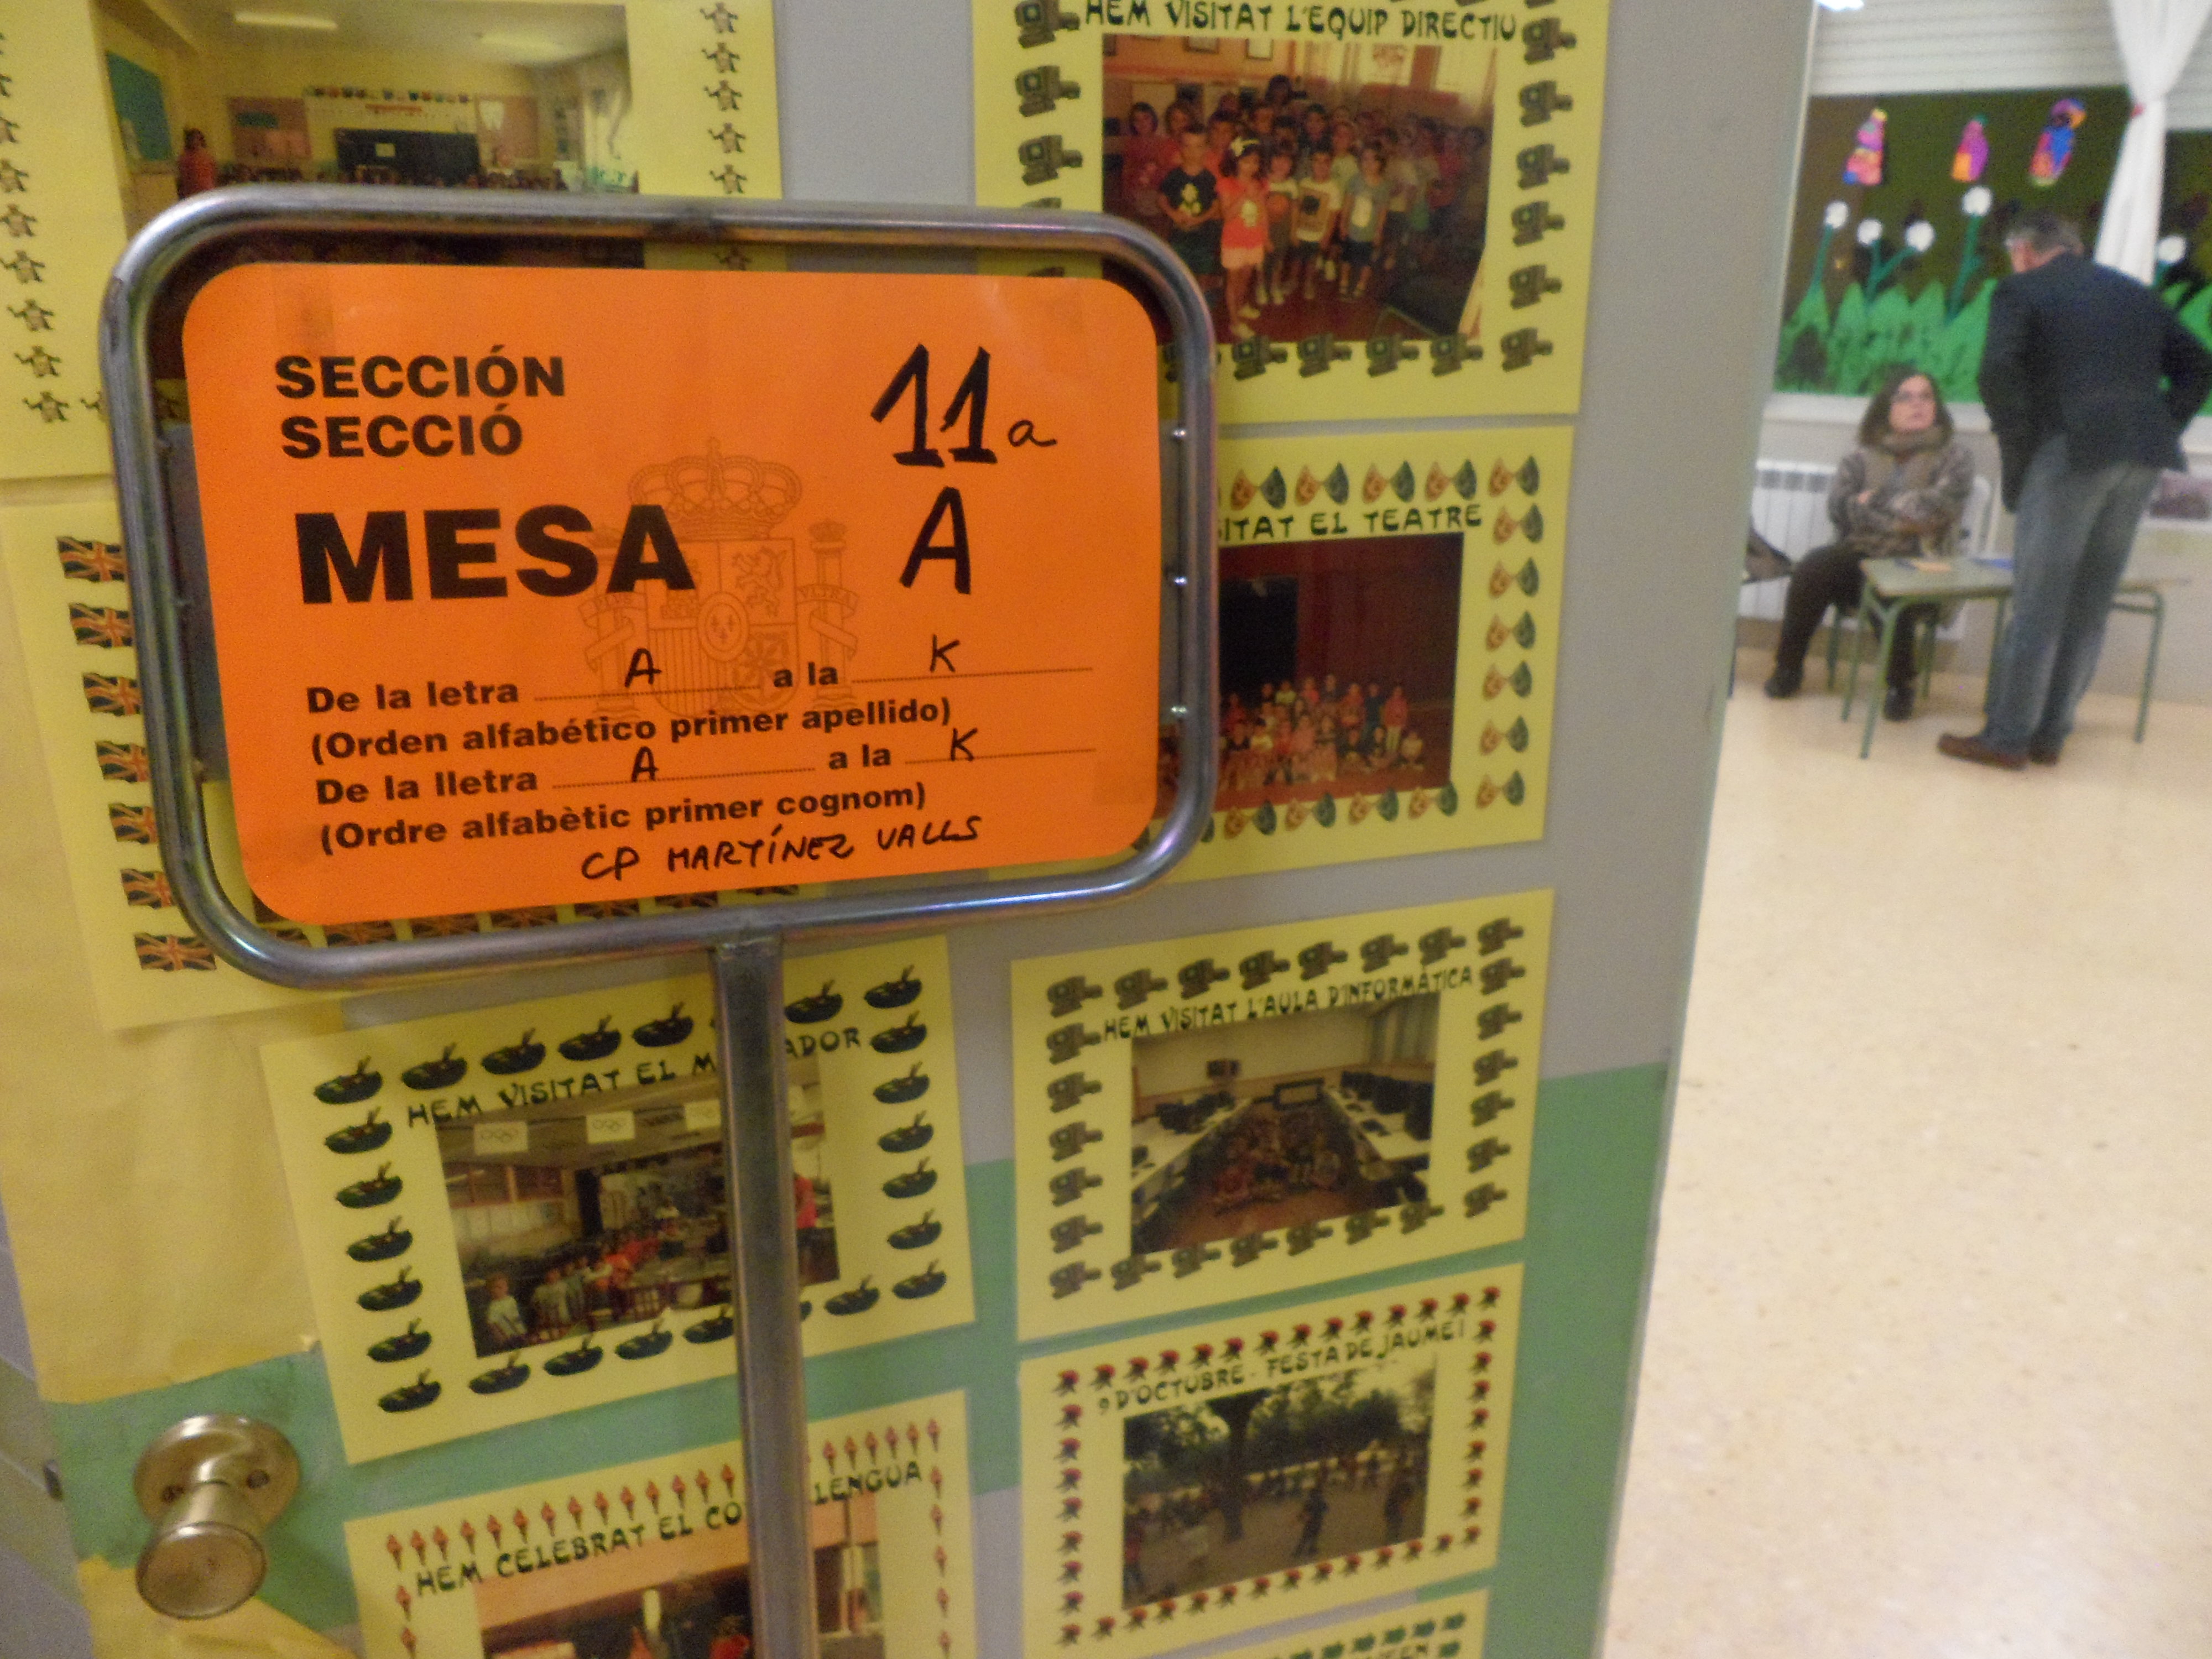 HEM VISITAT L'EQUIP DIRECTIU
SECCIÓN
SECCIÓ
11a
MESA
A
De la letra A a la K
(Orden alfabético primer apellido)
De la lletra A a la K
(Ordre alfabètic primer cognom)
CP MARTÍNEZ VALLS
SITAT EL TEATRE
HEM VISITAT EL M ADOR
HEM VISITAT L'AULA D'INFORMÀTICA
9 D'OCTUBRE - FESTA DE JAUME I
HEM CELEBRAT EL CO LENGUA